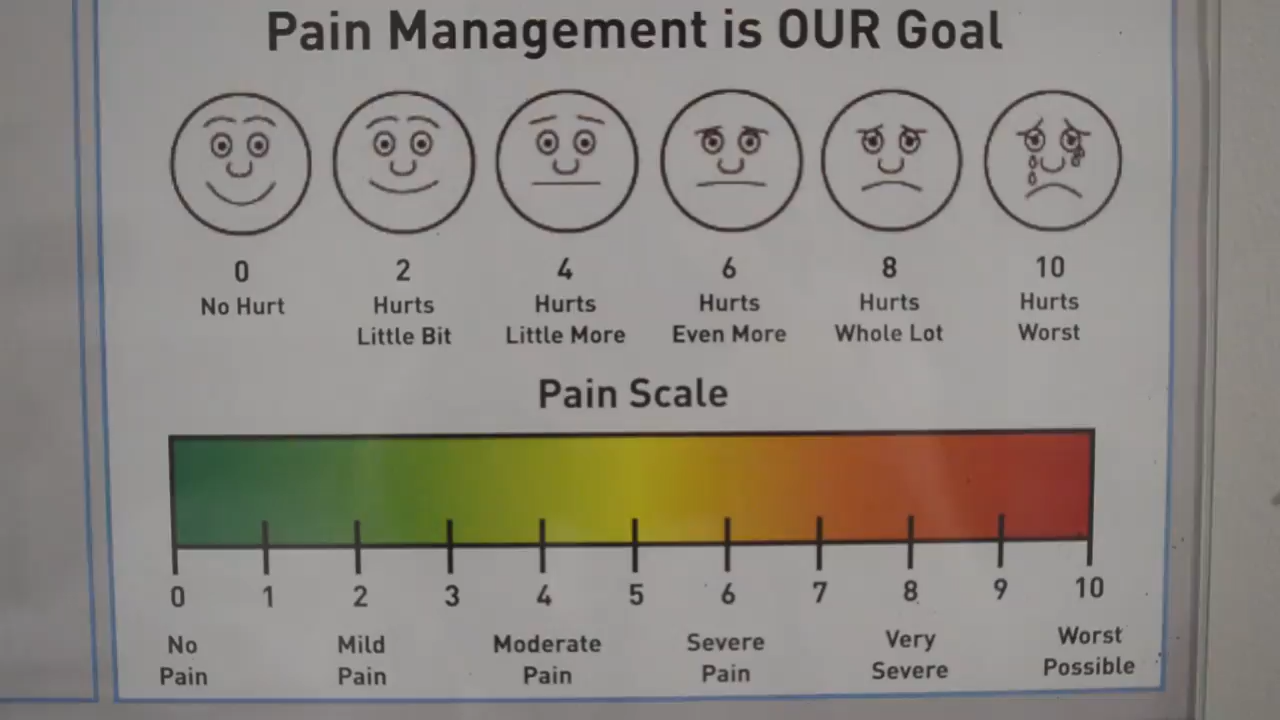 Pain Management is OUR Goal
0 2 4 6 8 10
No Hurt Hurts Hurts Hurts Hurts Hurts
Little Bit Little More Even More Whole Lot Worst
Pain Scale
0 1 2 3 4 5 6 7 8 9 10
No Mild Moderate Severe Very Worst
Pain Pain Pain Pain Severe Possible